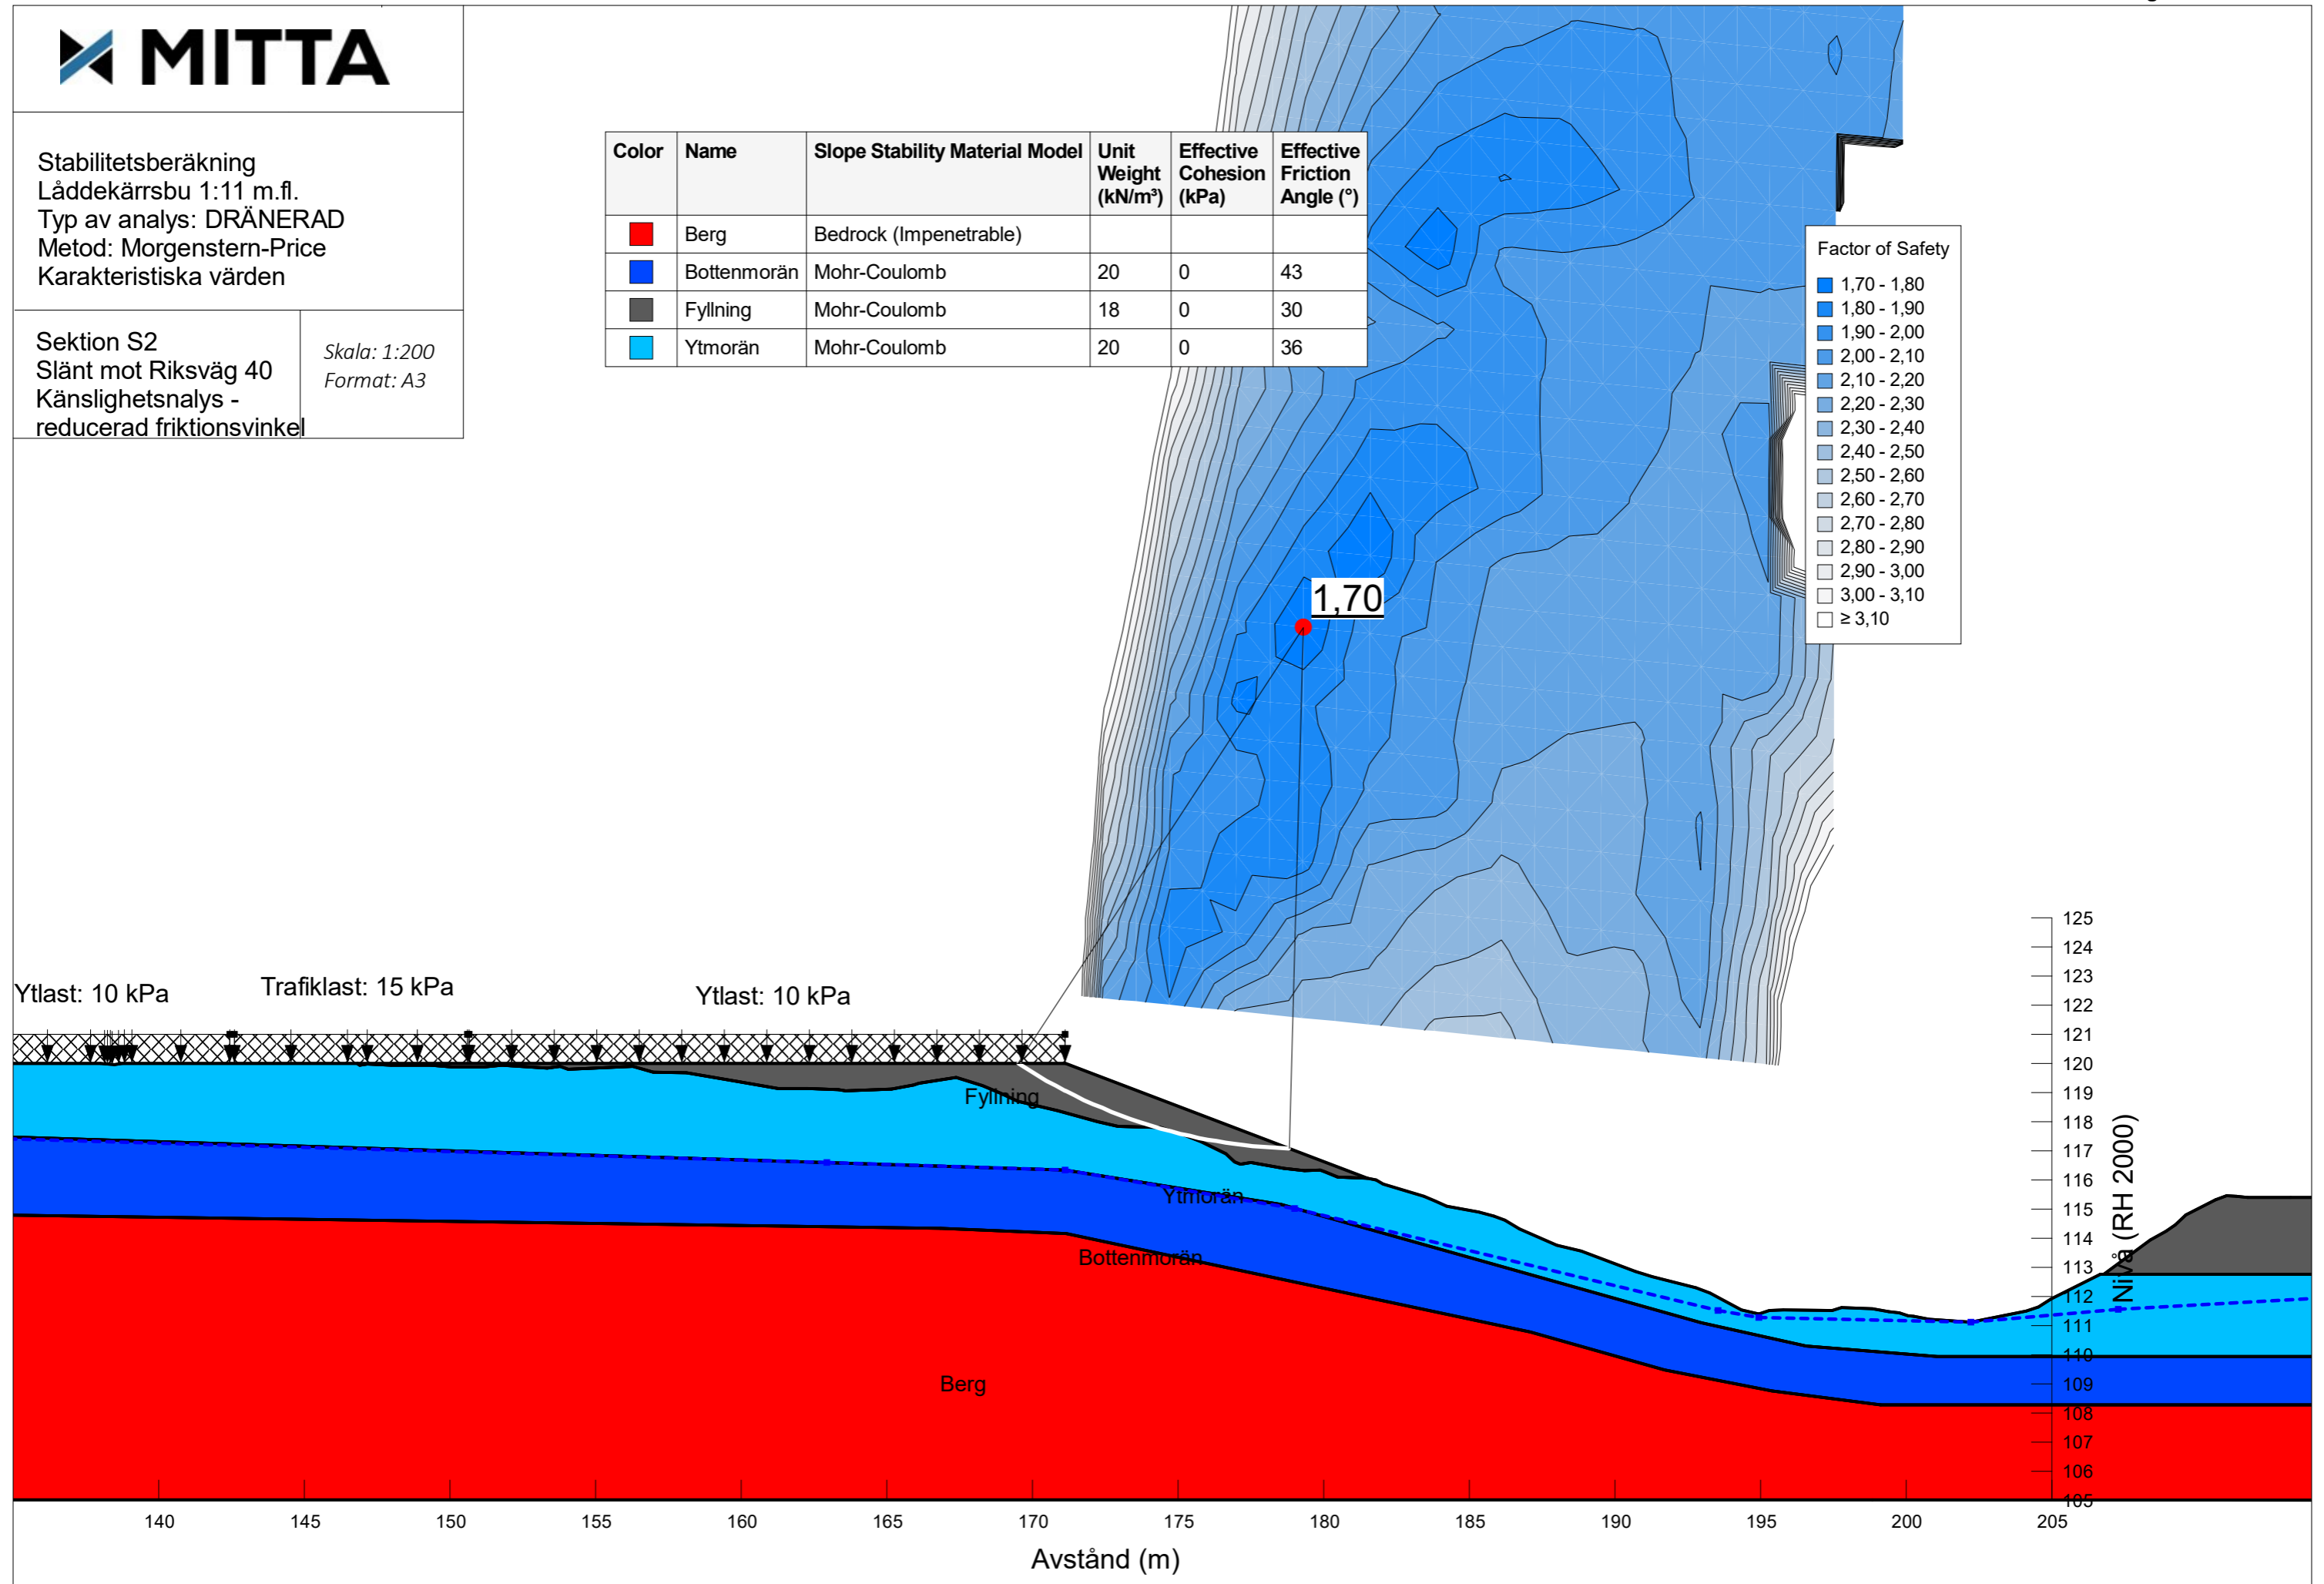 MITTA
Stabilitetsberäkning
Låddekärrsbu 1:11 m.fl.
Typ av analys: DRÄNERAD
Metod: Morgenstern-Price
Karakteristiska värden
Sektion S2
Slänt mot Riksväg 40
Känslighetsnalys -
reducerad friktionsvinkel
Skala: 1:200
Format: A3
Color Name Slope Stability Material Model Unit Weight (kN/m³) Effective Cohesion (kPa) Effective Friction Angle (°)
Berg Bedrock (Impenetrable)
Bottenmorän Mohr-Coulomb 20 0 43
Fyllning Mohr-Coulomb 18 0 30
Ytmorän Mohr-Coulomb 20 0 36
Factor of Safety
1,70 - 1,80
1,80 - 1,90
1,90 - 2,00
2,00 - 2,10
2,10 - 2,20
2,20 - 2,30
2,30 - 2,40
2,40 - 2,50
2,50 - 2,60
2,60 - 2,70
2,70 - 2,80
2,80 - 2,90
2,90 - 3,00
3,00 - 3,10
≥ 3,10
1,70
Ytlast: 10 kPa
Trafiklast: 15 kPa
Ytlast: 10 kPa
Fyllning
Ytmorän
Bottenmorän
Berg
125
124
123
122
121
120
119
118
117
116
115
114
113
112
111
110
109
108
107
106
105
Nivå (RH 2000)
140 145 150 155 160 165 170 175 180 185 190 195 200 205
Avstånd (m)